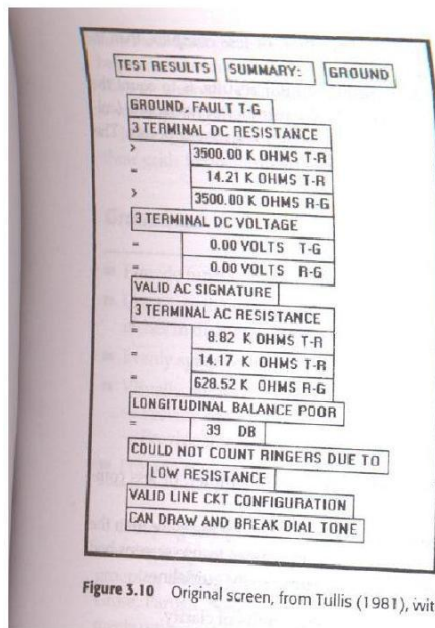 TEST RESULTS SUMMARY: GROUND
GROUND, FAULT T-G
3 TERMINAL DC RESISTANCE
> 3500.00 K OHMS T-R
= 14.21 K OHMS T-R
> 3500.00 K OHMS R-G
3 TERMINAL DC VOLTAGE
= 0.00 VOLTS T-G
= 0.00 VOLTS R-G
VALID AC SIGNATURE
3 TERMINAL AC RESISTANCE
= 8.82 K OHMS T-R
= 14.17 K OHMS T-R
= 628.52 K OHMS R-G
LONGITUDINAL BALANCE POOR
= 39 DB
COULD NOT COUNT RINGERS DUE TO
LOW RESISTANCE
VALID LINE CKT CONFIGURATION
CAN DRAW AND BREAK DIAL TONE
Figure 3.10 Original screen, from Tullis (1981), wit